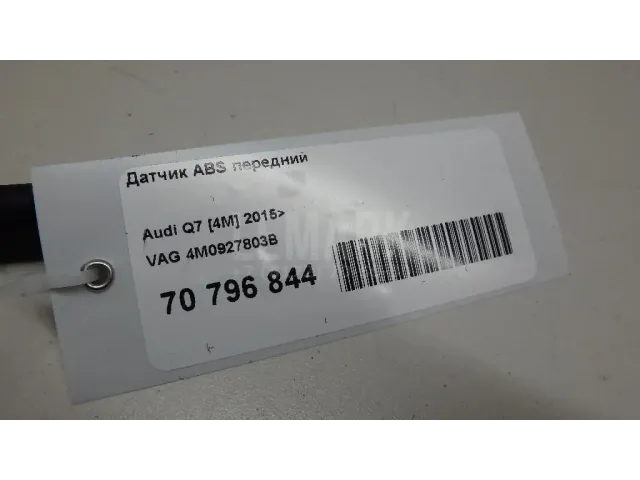 Датчик ABS передний
Audi Q7 [4M] 2015>
VAG 4M0927803B
70 796 844